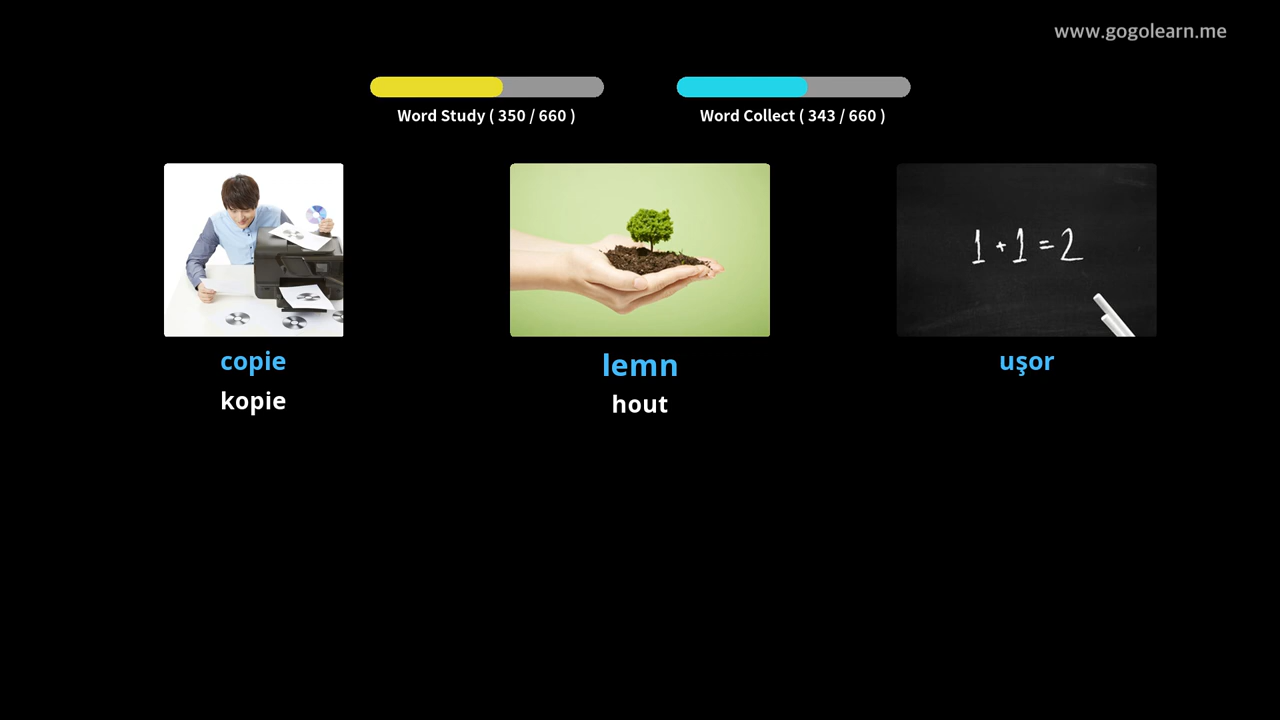 www.gogolearn.me
Word Study ( 350 / 660 )
Word Collect ( 343 / 660 )
1 + 1 = 2
copie
kopie
lemn
hout
uşor